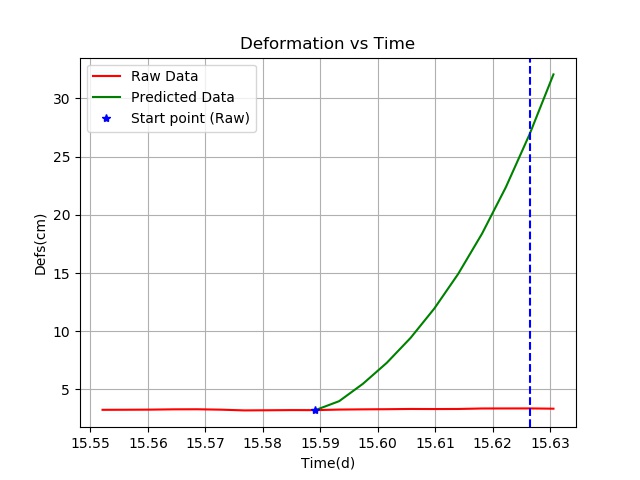 Deformation vs Time
Raw Data
Predicted Data
Start point (Raw)
30
25
20
15
10
5
Defs(cm)
15.55 15.56 15.57 15.58 15.59 15.60 15.61 15.62 15.63
Time(d)